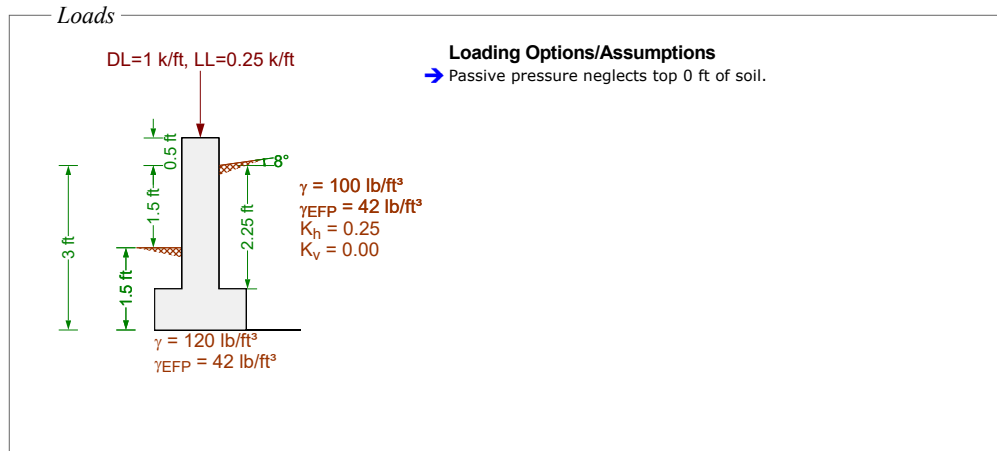 Loads
DL=1 k/ft, LL=0.25 k/ft
Loading Options/Assumptions
Passive pressure neglects top 0 ft of soil.
0.5 ft
8°
1.5 ft
3 ft
2.25 ft
1.5 ft
γ = 100 lb/ft³
γEFP = 42 lb/ft³
Kh = 0.25
Kv = 0.00
γ = 120 lb/ft³
γEFP = 42 lb/ft³